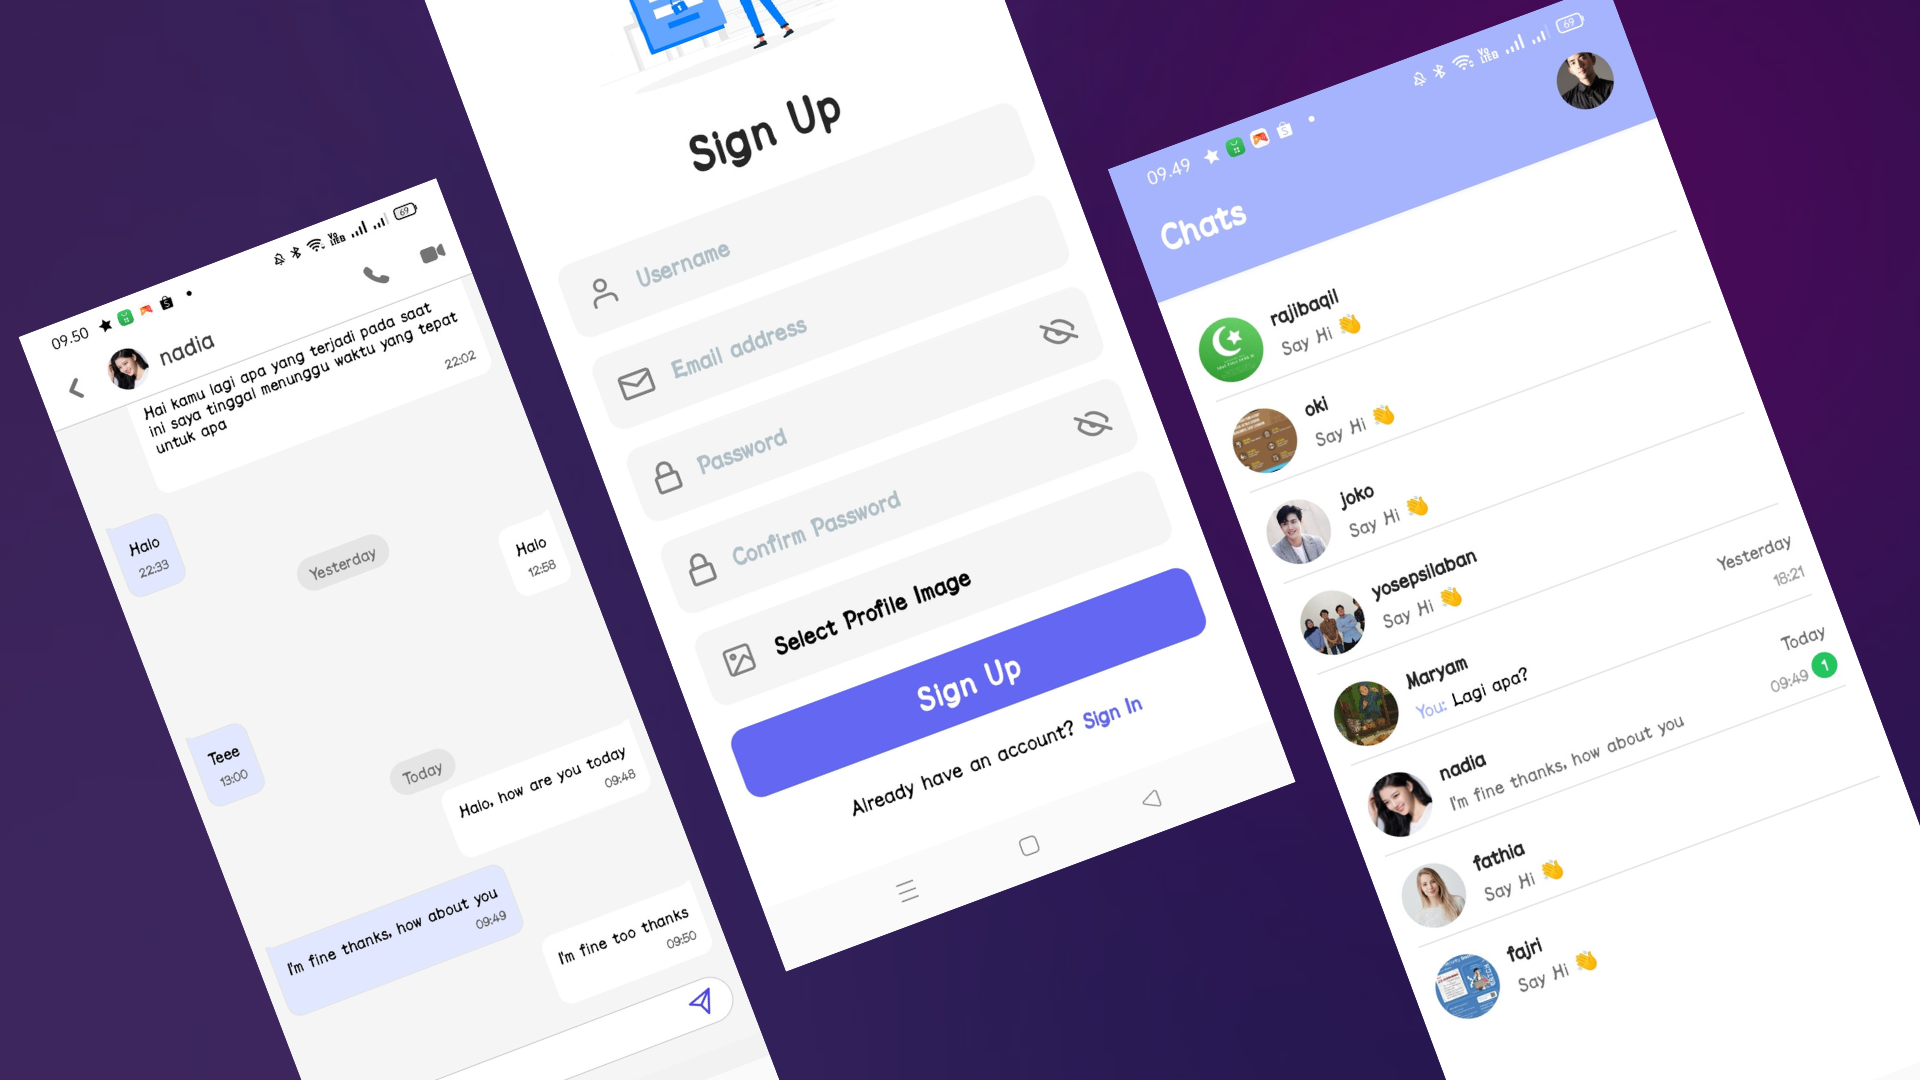 09.50
69
nadia
Hai kamu lagi apa yang terjadi pada saat
ini saya tinggal menunggu waktu yang tepat
untuk apa
22:02
Halo
22:33
Yesterday
Halo
12:58
Teee
13:00
Today
Halo, how are you today
09:48
I'm fine thanks, how about you
09:49
I'm fine too thanks
09:50
Sign Up
Username
Email address
Password
Confirm Password
Select Profile Image
Sign Up
Already have an account? Sign In
09.49
69
Chats
rajibaqil
Say Hi 👋
oki
Say Hi 👋
joko
Say Hi 👋
yosepsilaban
Say Hi 👋
Yesterday
18:21
Maryam
You: Lagi apa?
Today
09:49 1
nadia
I'm fine thanks, how about you
fathia
Say Hi 👋
fajri
Say Hi 👋